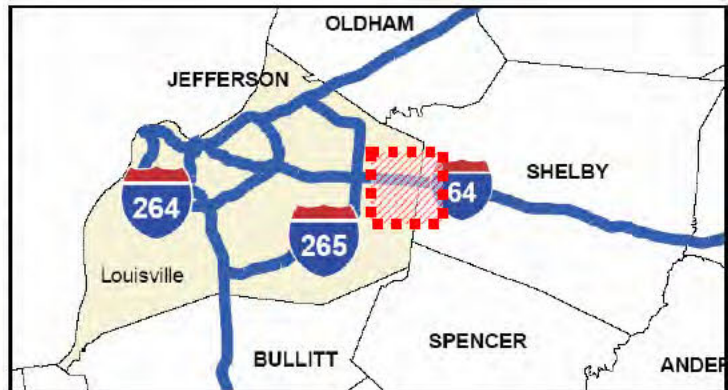 OLDHAM
JEFFERSON
SHELBY
64
264
265
Louisville
SPENCER
BULLITT
ANDER